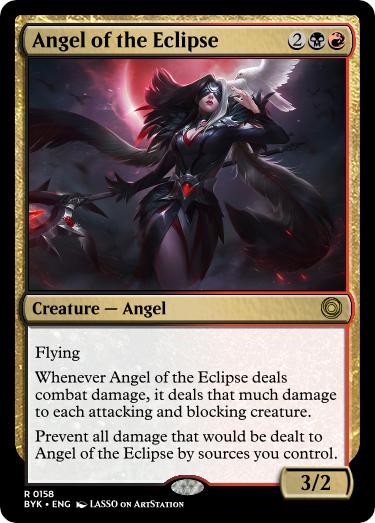 Angel of the Eclipse 2
Creature — Angel
Flying
Whenever Angel of the Eclipse deals
combat damage, it deals that much damage
to each attacking and blocking creature.
Prevent all damage that would be dealt to
Angel of the Eclipse by sources you control.
3/2
R 0158
BYK • ENG LASSO on ArtStation